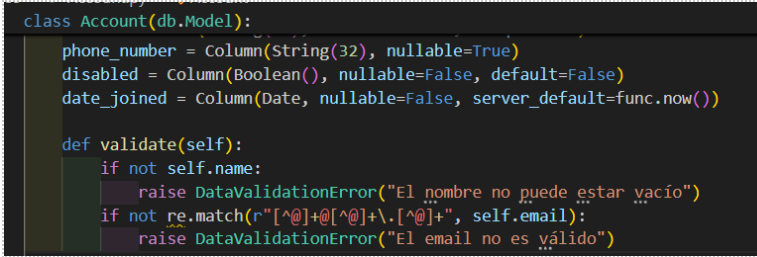 class Account(db.Model):
phone_number = Column(String(32), nullable=True)
disabled = Column(Boolean(), nullable=False, default=False)
date_joined = Column(Date, nullable=False, server_default=func.now())
def validate(self):
if not self.name:
raise DataValidationError("El nombre no puede estar vacío")
if not re.match(r"[^@]+@[^@]+\.[^@]+", self.email):
raise DataValidationError("El email no es válido")